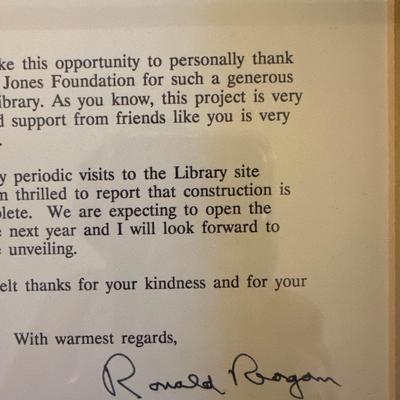 ke this opportunity to personally thank
Jones Foundation for such a generous
ibrary. As you know, this project is very
d support from friends like you is very
.
y periodic visits to the Library site
n thrilled to report that construction is
lete. We are expecting to open the
e next year and I will look forward to
e unveiling.
elt thanks for your kindness and for your
With warmest regards,
Ronald Reagan